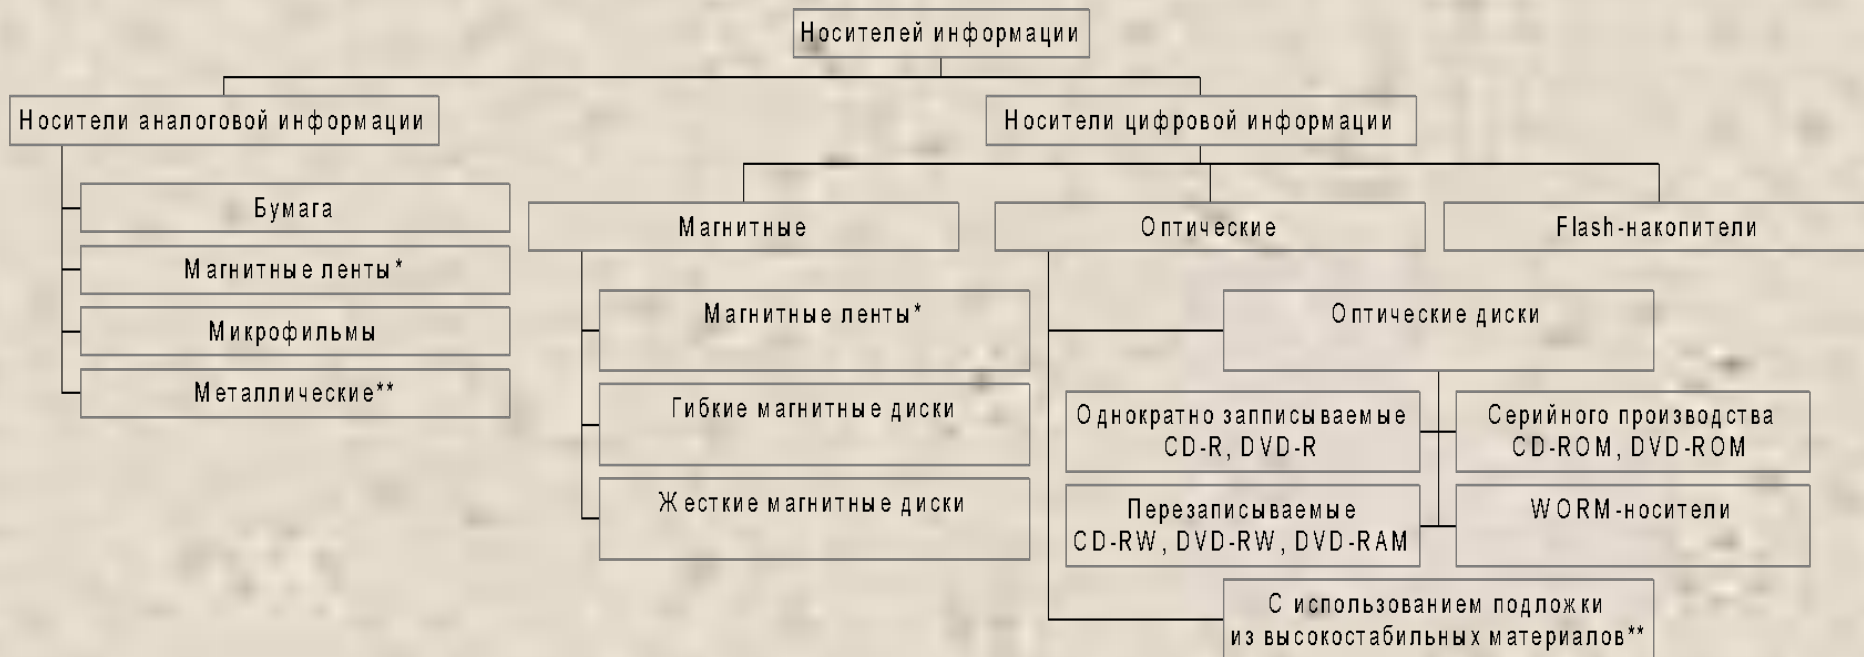 Носителей информации
Носители аналоговой информации
Носители цифровой информации
Бумага
Магнитные ленты*
Микрофильмы
Металлические**
Магнитные
Оптические
Flash-накопители
Магнитные ленты*
Гибкие магнитные диски
Жесткие магнитные диски
Оптические диски
Однократно записываемые
CD-R, DVD-R
Серийного производства
CD-ROM, DVD-ROM
Перезаписываемые
CD-RW, DVD-RW, DVD-RAM
WORM-носители
С использованием подложки
из высокостабильных материалов**